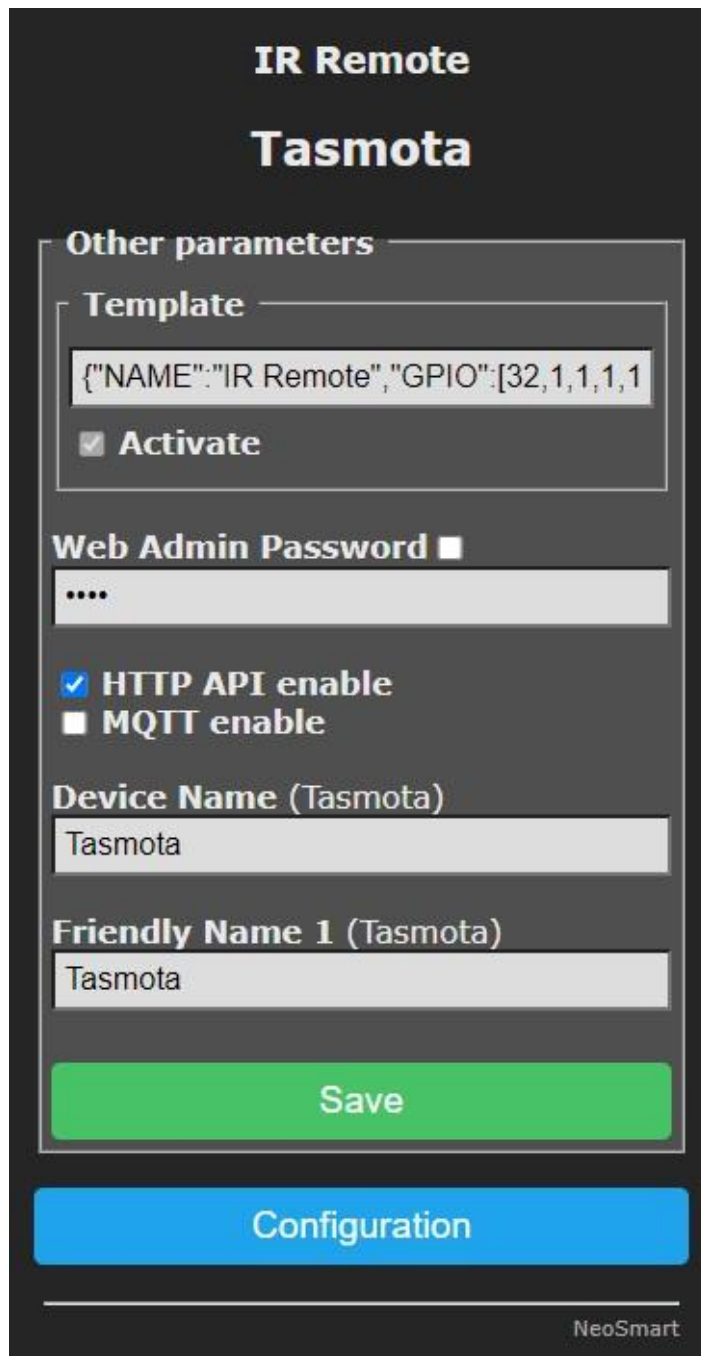 IR Remote
Tasmota
Other parameters
Template
{"NAME":"IR Remote","GPIO":[32,1,1,1,1
Activate
Web Admin Password
••••
HTTP API enable
MQTT enable
Device Name (Tasmota)
Tasmota
Friendly Name 1 (Tasmota)
Tasmota
Save
Configuration
NeoSmart